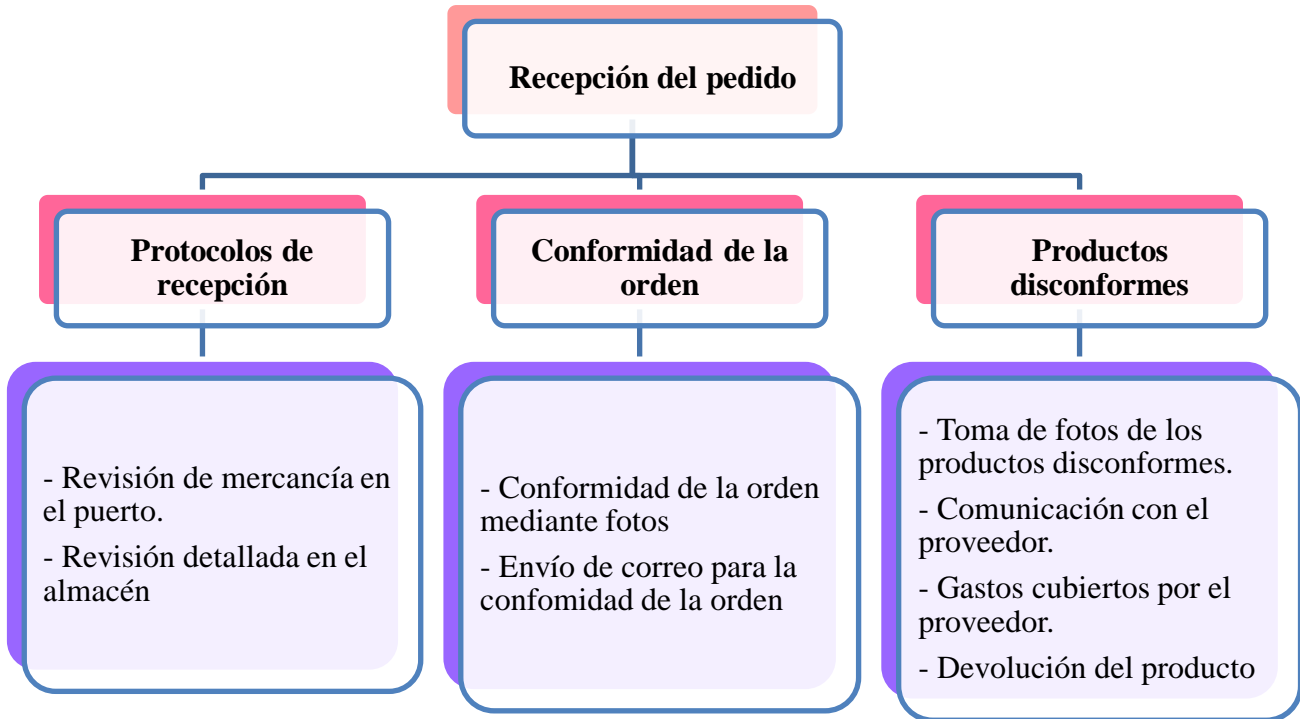 Recepción del pedido
Protocolos de
recepción
- Revisión de mercancía en
el puerto.
- Revisión detallada en el
almacén
Conformidad de la
orden
- Conformidad de la orden
mediante fotos
- Envío de correo para la
confomidad de la orden
Productos
disconformes
- Toma de fotos de los
productos disconformes.
- Comunicación con el
proveedor.
- Gastos cubiertos por el
proveedor.
- Devolución del producto